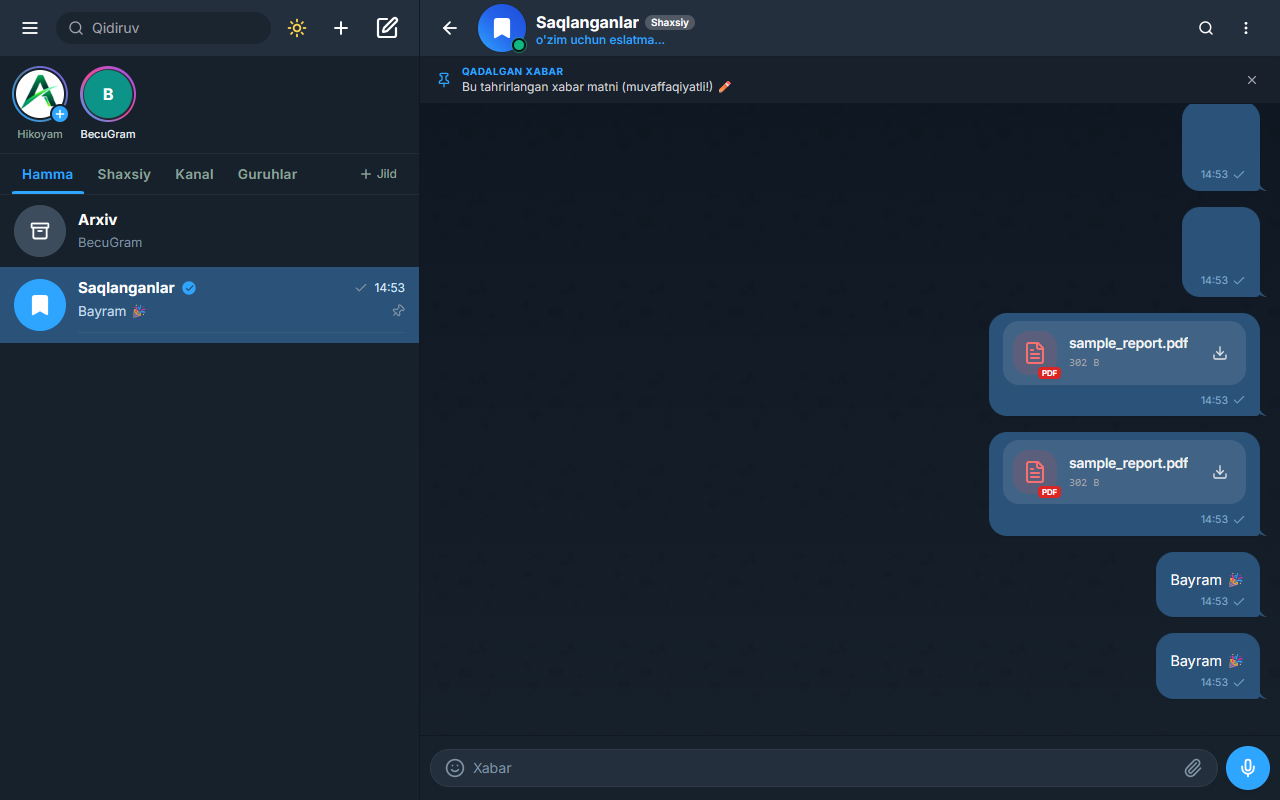 Qidiruv
Hikoyam
B
BecuGram
Hamma
Shaxsiy
Kanal
Guruhlar
+ Jild
Arxiv
BecuGram
Saqlanganlar
14:53
Bayram 🎉
Saqlanganlar
Shaxsiy
o'zim uchun eslatma...
QADALGAN XABAR
Bu tahrirlangan xabar matni (muvaffaqiyatli!) ✏️
14:53
14:53
sample_report.pdf
302 B
PDF
14:53
sample_report.pdf
302 B
PDF
14:53
Bayram 🎉
14:53
Bayram 🎉
14:53
Xabar